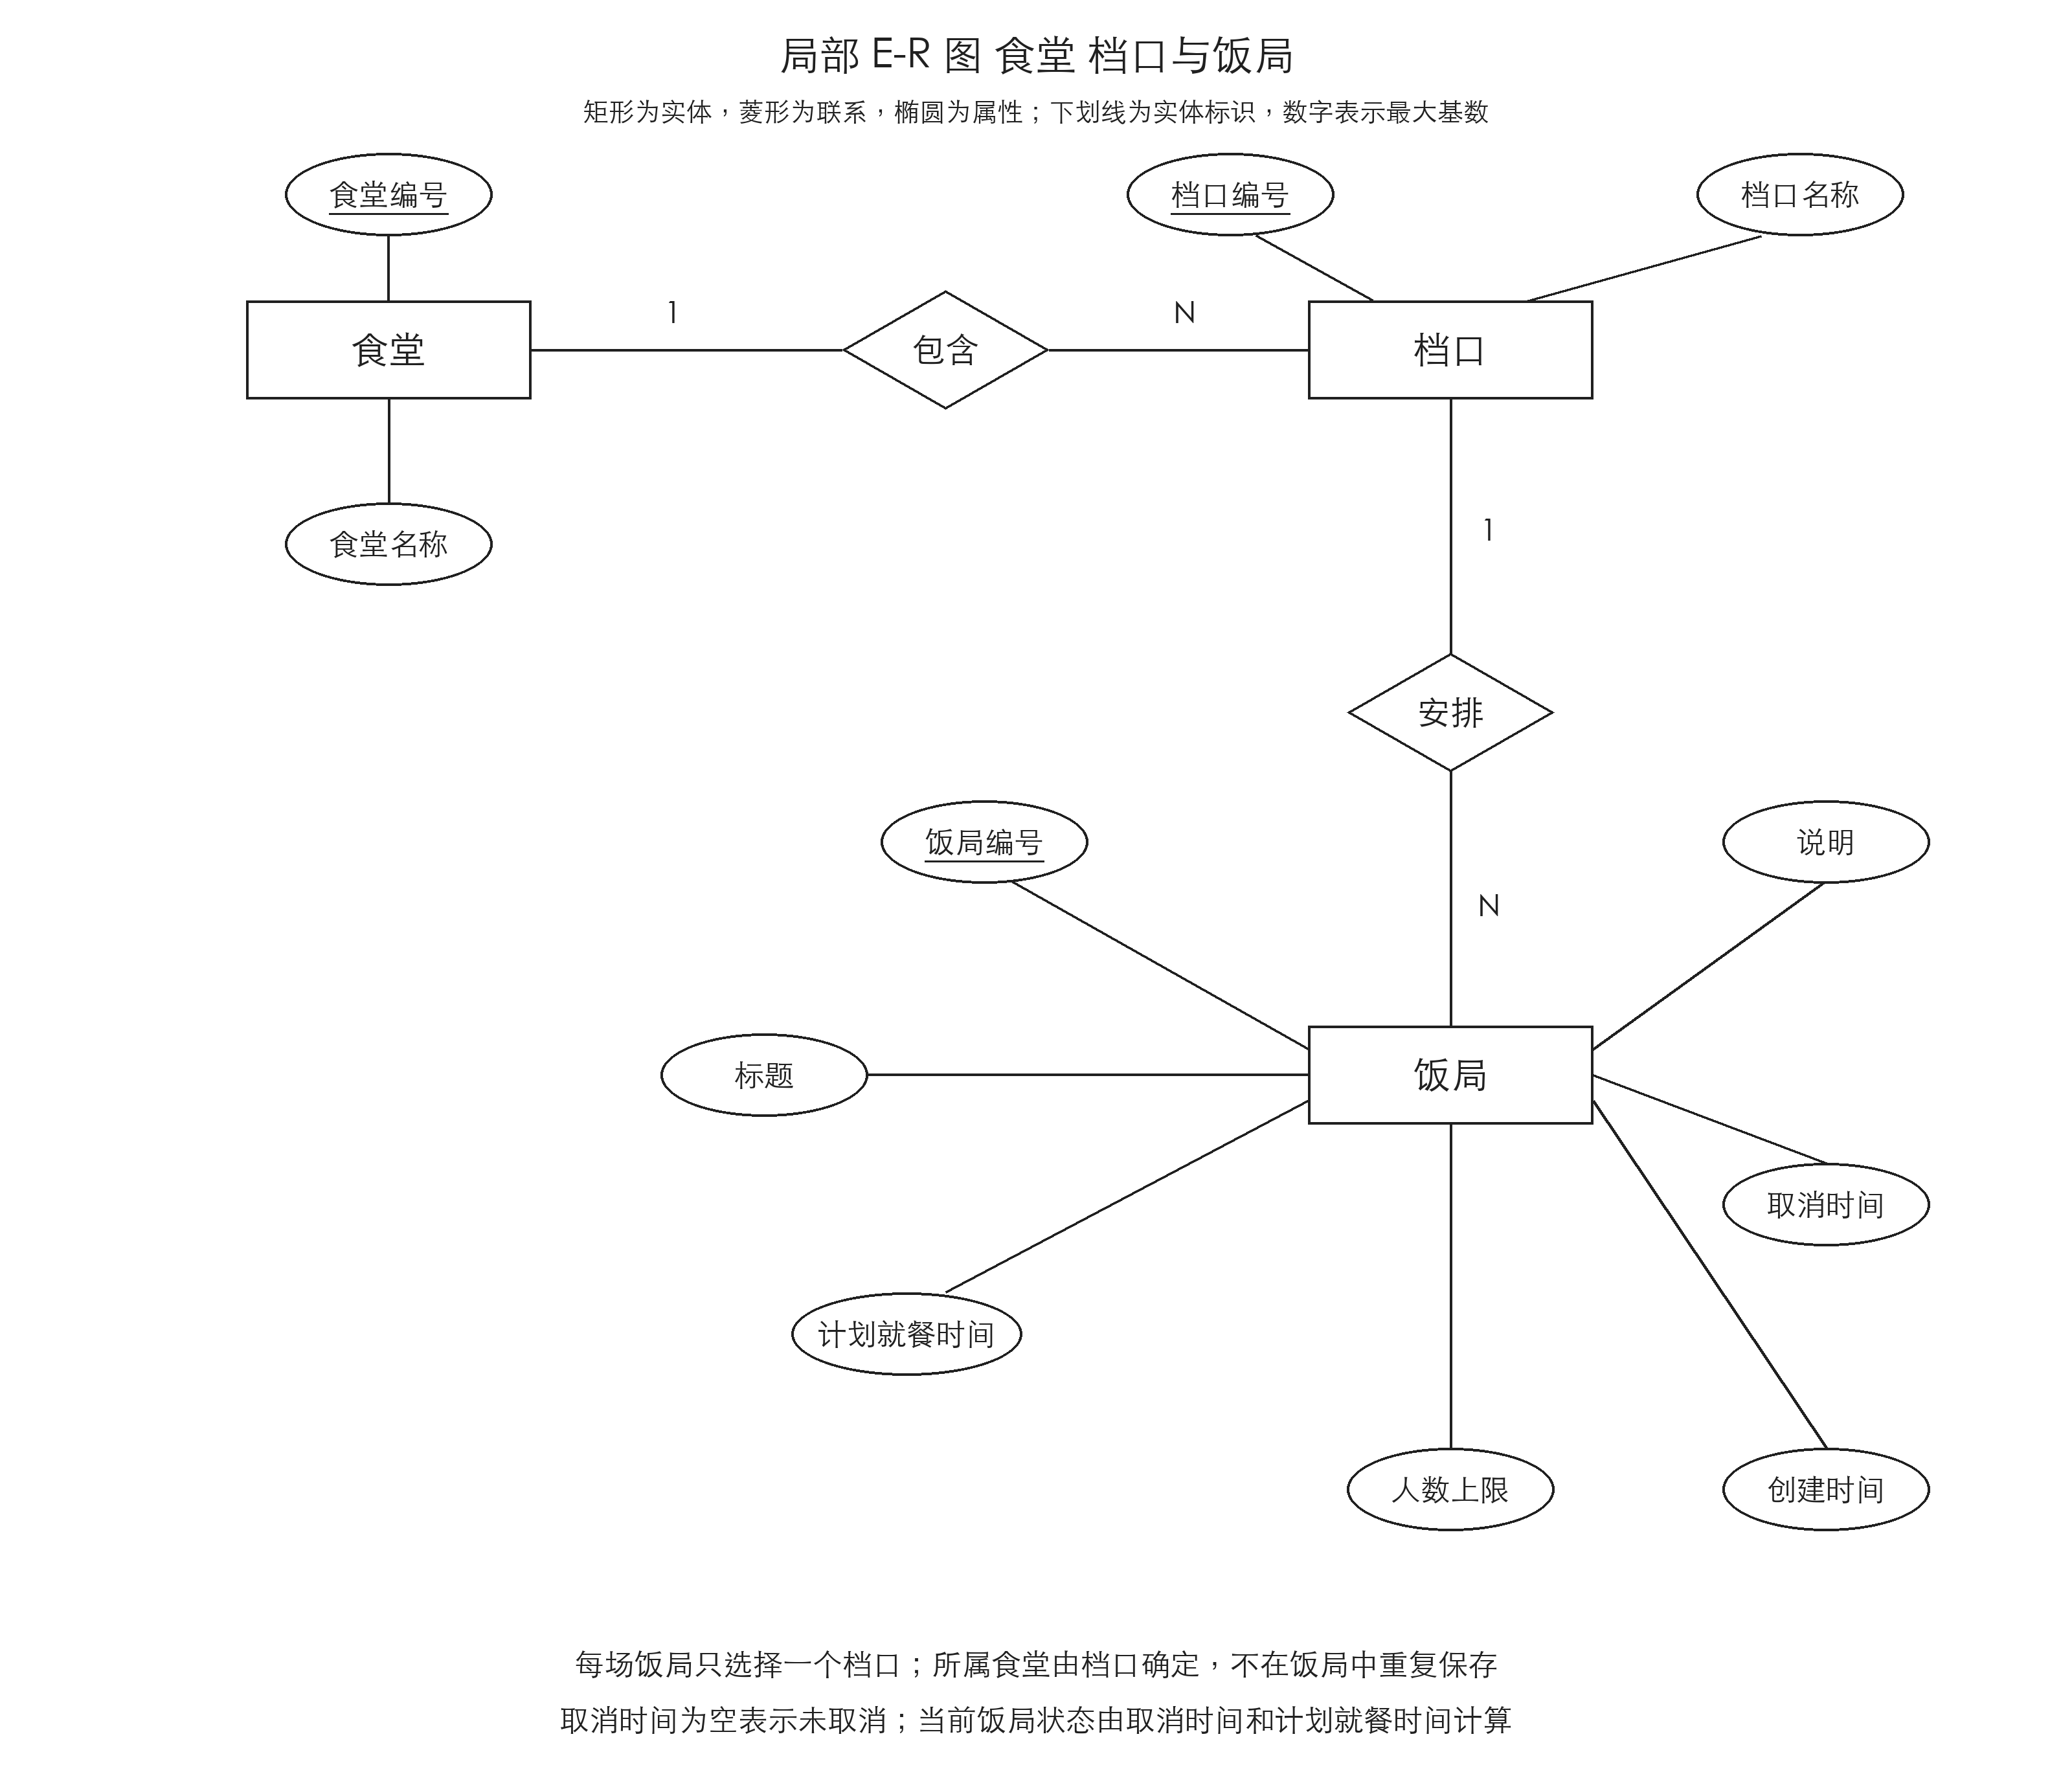 局部 E-R 图 食堂 档口与饭局
矩形为实体，菱形为联系，椭圆为属性；下划线为实体标识，数字表示最大基数
食堂编号
档口编号
档口名称
1
N
食堂
包含
档口
1
食堂名称
安排
饭局编号
说明
N
标题
饭局
取消时间
计划就餐时间
人数上限
创建时间
每场饭局只选择一个档口；所属食堂由档口确定，不在饭局中重复保存
取消时间为空表示未取消；当前饭局状态由取消时间和计划就餐时间计算